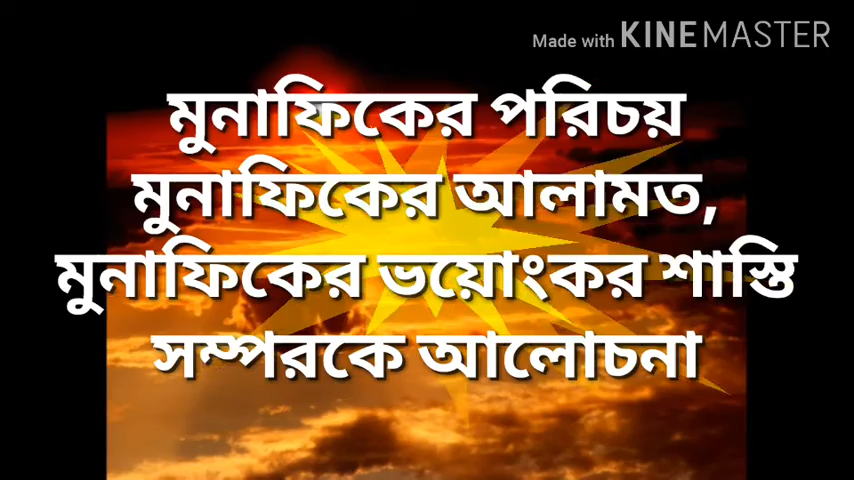 Made with KINEMASTER
মুনাফিকের পরিচয়
মুনাফিকের আলামত,
মুনাফিকের ভয়োংকর শাস্তি
সম্পরকে আলোচনা